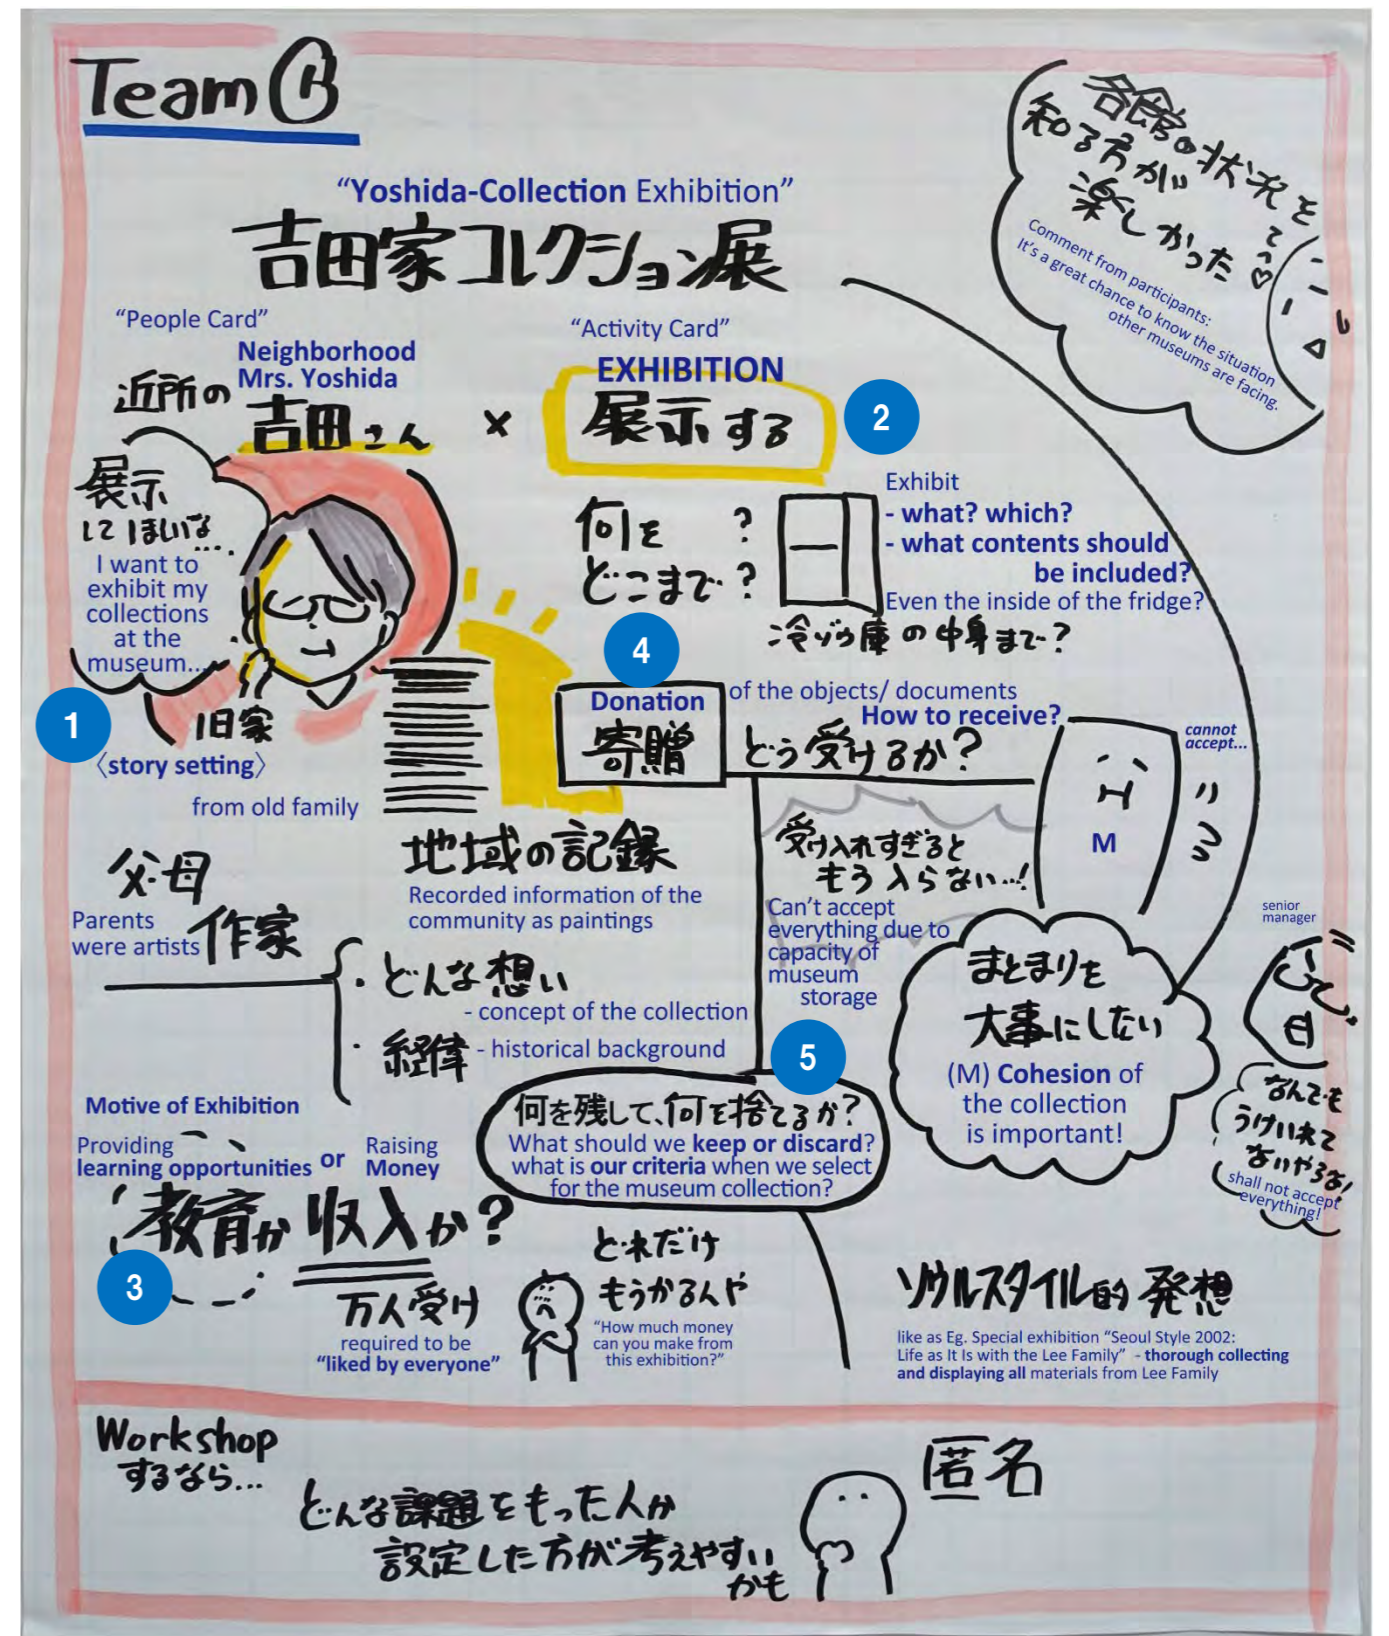 Team B
“Yoshida-Collection Exhibition”
吉田家コレクション展
各館の状況を
知る方が
楽しかった
って♡
Comment from participants:
It’s a great chance to know the situation
other museums are facing.
“People Card”
Neighborhood
Mrs. Yoshida
近所の
吉田さん
×
“Activity Card”
EXHIBITION
展示する
2
展示
してほしいな
....
I want to
exhibit my
collections
at the
museum...
1
旧家
〈story setting〉
from old family
何を ?
どこまで?
Exhibit
- what? which?
- what contents should
be included?
Even the inside of the fridge?
冷ゾウ庫の中身まで?
4
Donation
寄贈
of the objects/ documents
How to receive?
どう受けるか?
cannot
accept...
M
受け入れすぎると
もう入らない…!
Can’t accept
everything due to
capacity of
museum
storage
地域の記録
Recorded information of the
community as paintings
父・母
Parents
were artists
作家
・どんな想い
- concept of the collection
・経偉
- historical background
まとまりを
大事にしたい
(M) Cohesion of
the collection
is important!
senior
manager
なんでも
うけいれて
ないやろな!
shall not accept
everything!
5
何を残して、何を捨てるか?
What should we keep or discard?
what is our criteria when we select
for the museum collection?
Motive of Exhibition
Providing
learning opportunities
or
Raising
Money
教育か収入か?
3
万人受け
required to be
“liked by everyone”
どれだけ
もうかるんや
“How much money
can you make from
this exhibition?”
ソウルスタイル的発想
like as Eg. Special exhibition “Seoul Style 2002:
Life as It Is with the Lee Family” - thorough collecting
and displaying all materials from Lee Family
Workshop
するなら…
どんな課題をもった人か
設定した方が考えやすい
かも
匿名